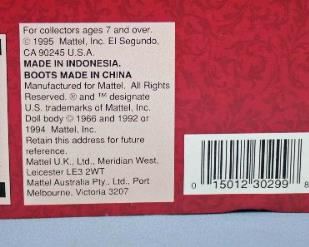 For collectors ages 7 and over.
© 1995 Mattel, Inc. El Segundo,
CA 90245 U.S.A.
MADE IN INDONESIA.
BOOTS MADE IN CHINA
Manufactured for Mattel. All Rights
Reserved. ® and ™ designate
U.S. trademarks of Mattel, Inc.
Doll body © 1966 and 1992 or
1994 Mattel, Inc.
Retain this address for future
reference.
Mattel U.K., Ltd., Meridian West,
Leicester LE3 2WT
Mattel Australia Pty., Ltd., Port
Melbourne, Victoria 3207
0 15012 30299 8